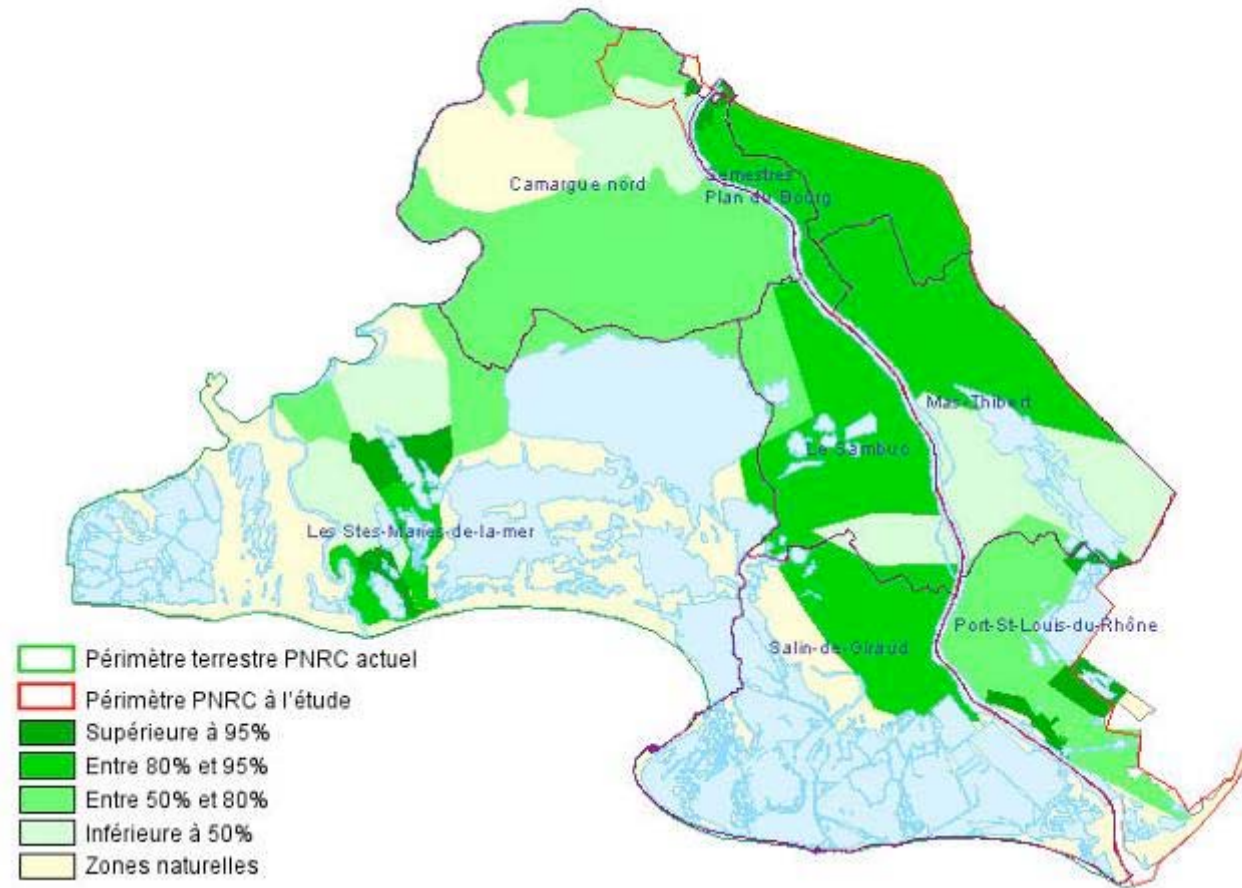 Camargue nord
Semestres
Plan du Bourg
Mas-Thibert
Le Sambuc
Les Stes-Maries-de-la-mer
Port-St-Louis-du-Rhône
Salin-de-Giraud
Périmètre terrestre PNRC actuel
Périmètre PNRC à l'étude
Supérieure à 95%
Entre 80% et 95%
Entre 50% et 80%
Inférieure à 50%
Zones naturelles